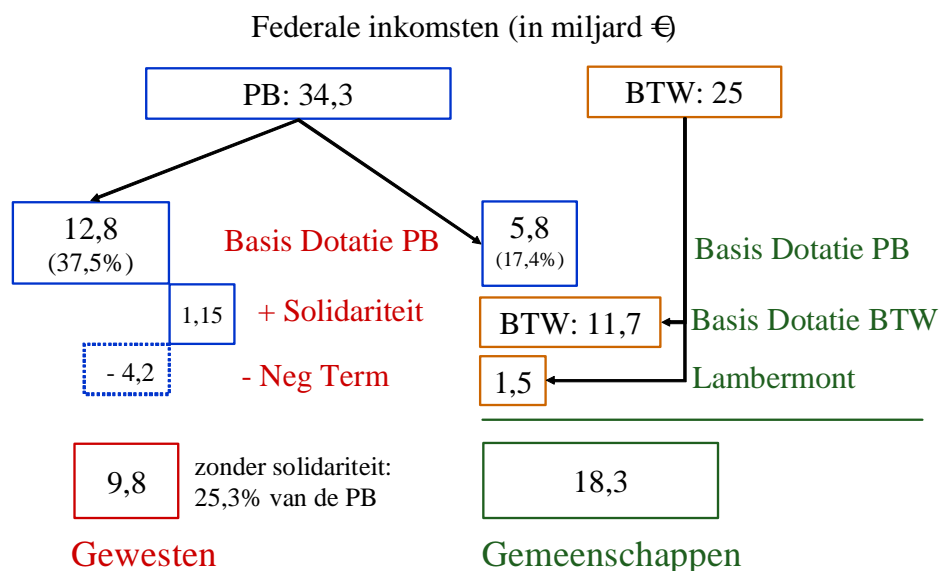 Federale inkomsten (in miljard €)
PB: 34,3
BTW: 25
12,8
(37,5%)
Basis Dotatie PB
5,8
(17,4%)
Basis Dotatie PB
1,15
+ Solidariteit
BTW: 11,7
Basis Dotatie BTW
- 4,2
- Neg Term
1,5
Lambermont
9,8
zonder solidariteit:
25,3% van de PB
18,3
Gewesten
Gemeenschappen